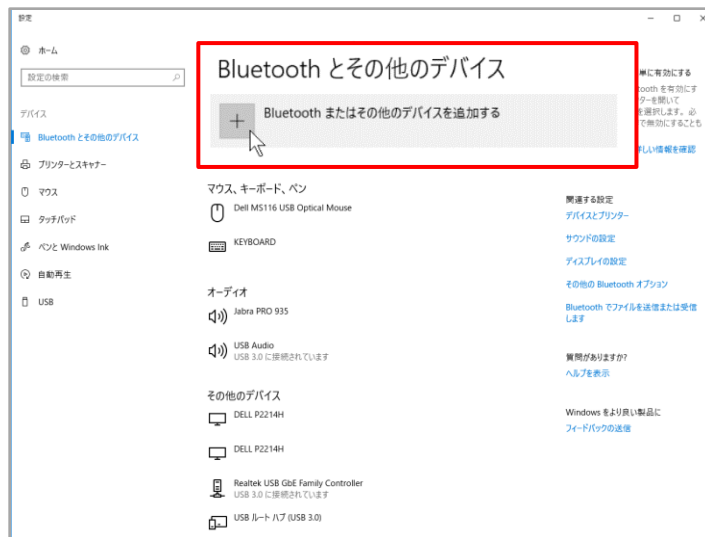 設定
ホーム
設定の検索
デバイス
Bluetooth とその他のデバイス
プリンターとスキャナー
マウス
タッチパッド
ペンと Windows Ink
自動再生
USB
Bluetooth とその他のデバイス
Bluetooth またはその他のデバイスを追加する
マウス、キーボード、ペン
Dell MS116 USB Optical Mouse
KEYBOARD
オーディオ
Jabra PRO 935
USB Audio
USB 3.0 に接続されています
その他のデバイス
DELL P2214H
DELL P2214H
Realtek USB GbE Family Controller
USB 3.0 に接続されています
USB ルート ハブ (USB 3.0)
単に有効にする
tooth を有効にす
ターを開いて
を選択します。必
で無効にすることも
詳しい情報を確認
関連する設定
デバイスとプリンター
サウンドの設定
ディスプレイの設定
その他の Bluetooth オプション
Bluetooth でファイルを送信または受信
します
質問がありますか?
ヘルプを表示
Windows をより良い製品に
フィードバックの送信